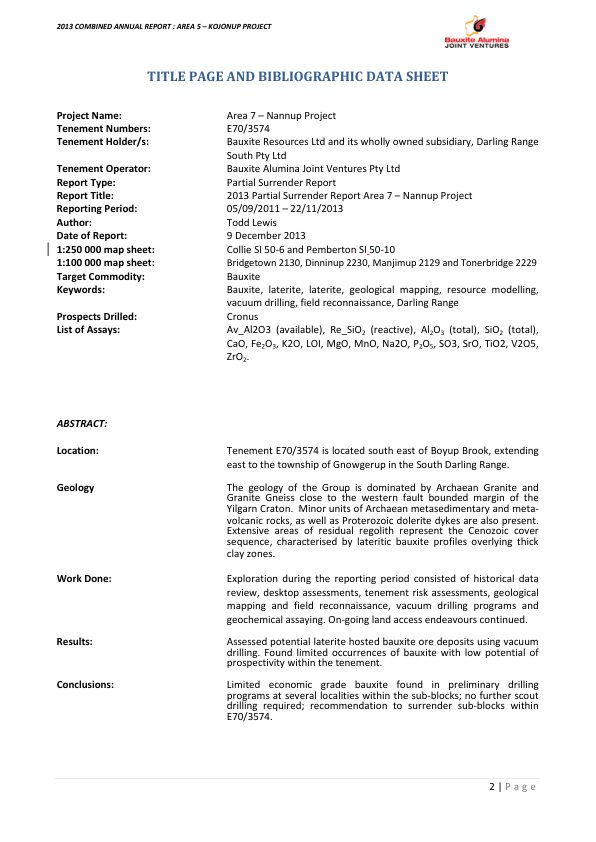 2013 COMBINED ANNUAL REPORT : AREA 5 – KOJONUP PROJECT
Bauxite Alumina
JOINT VENTURES
TITLE PAGE AND BIBLIOGRAPHIC DATA SHEET
Project Name: Area 7 – Nannup Project
Tenement Numbers: E70/3574
Tenement Holder/s: Bauxite Resources Ltd and its wholly owned subsidiary, Darling Range
South Pty Ltd
Tenement Operator: Bauxite Alumina Joint Ventures Pty Ltd
Report Type: Partial Surrender Report
Report Title: 2013 Partial Surrender Report Area 7 – Nannup Project
Reporting Period: 05/09/2011 – 22/11/2013
Author: Todd Lewis
Date of Report: 9 December 2013
1:250 000 map sheet: Collie SI 50-6 and Pemberton SI 50-10
1:100 000 map sheet: Bridgetown 2130, Dinninup 2230, Manjimup 2129 and Tonerbridge 2229
Target Commodity: Bauxite
Keywords: Bauxite, laterite, laterite, geological mapping, resource modelling,
vacuum drilling, field reconnaissance, Darling Range
Prospects Drilled: Cronus
List of Assays: Av_Al2O3 (available), Re_SiO₂ (reactive), Al₂O₃ (total), SiO₂ (total),
CaO, Fe₂O₃, K2O, LOI, MgO, MnO, Na2O, P₂O₅, SO3, SrO, TiO2, V2O5,
ZrO₂.
ABSTRACT:
Location: Tenement E70/3574 is located south east of Boyup Brook, extending
east to the township of Gnowgerup in the South Darling Range.
Geology The geology of the Group is dominated by Archaean Granite and
Granite Gneiss close to the western fault bounded margin of the
Yilgarn Craton. Minor units of Archaean metasedimentary and meta-
volcanic rocks, as well as Proterozoic dolerite dykes are also present.
Extensive areas of residual regolith represent the Cenozoic cover
sequence, characterised by lateritic bauxite profiles overlying thick
clay zones.
Work Done: Exploration during the reporting period consisted of historical data
review, desktop assessments, tenement risk assessments, geological
mapping and field reconnaissance, vacuum drilling programs and
geochemical assaying. On-going land access endeavours continued.
Results: Assessed potential laterite hosted bauxite ore deposits using vacuum
drilling. Found limited occurrences of bauxite with low potential of
prospectivity within the tenement.
Conclusions: Limited economic grade bauxite found in preliminary drilling
programs at several localities within the sub-blocks; no further scout
drilling required; recommendation to surrender sub-blocks within
E70/3574.
2 | Page